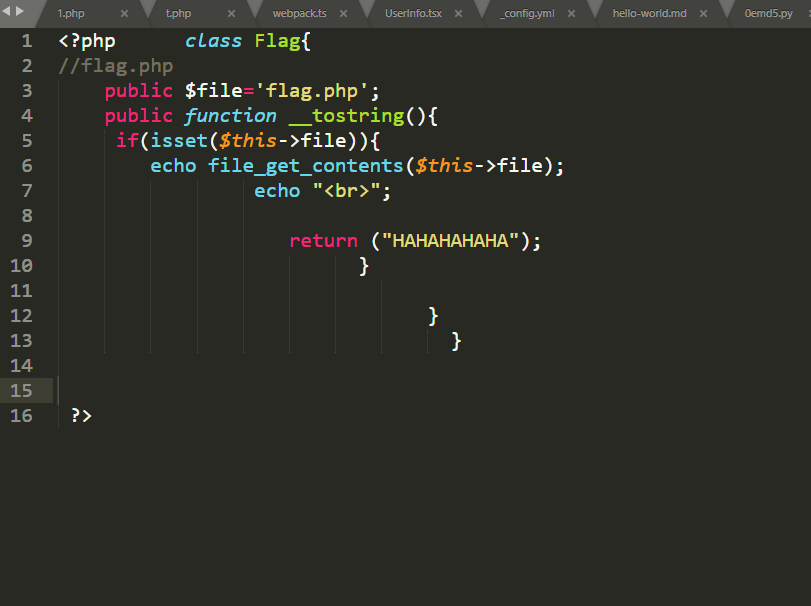 1.php × t.php × webpack.ts × UserInfo.tsx × _config.yml × hello-world.md × 0emd5.py
1 <?php class Flag{
2 //flag.php
3 public $file='flag.php';
4 public function __tostring(){
5 if(isset($this->file)){
6 echo file_get_contents($this->file);
7 echo "<br>";
8
9 return ("HAHAHAHAHA");
10 }
11
12 }
13 }
14
15
16 ?>